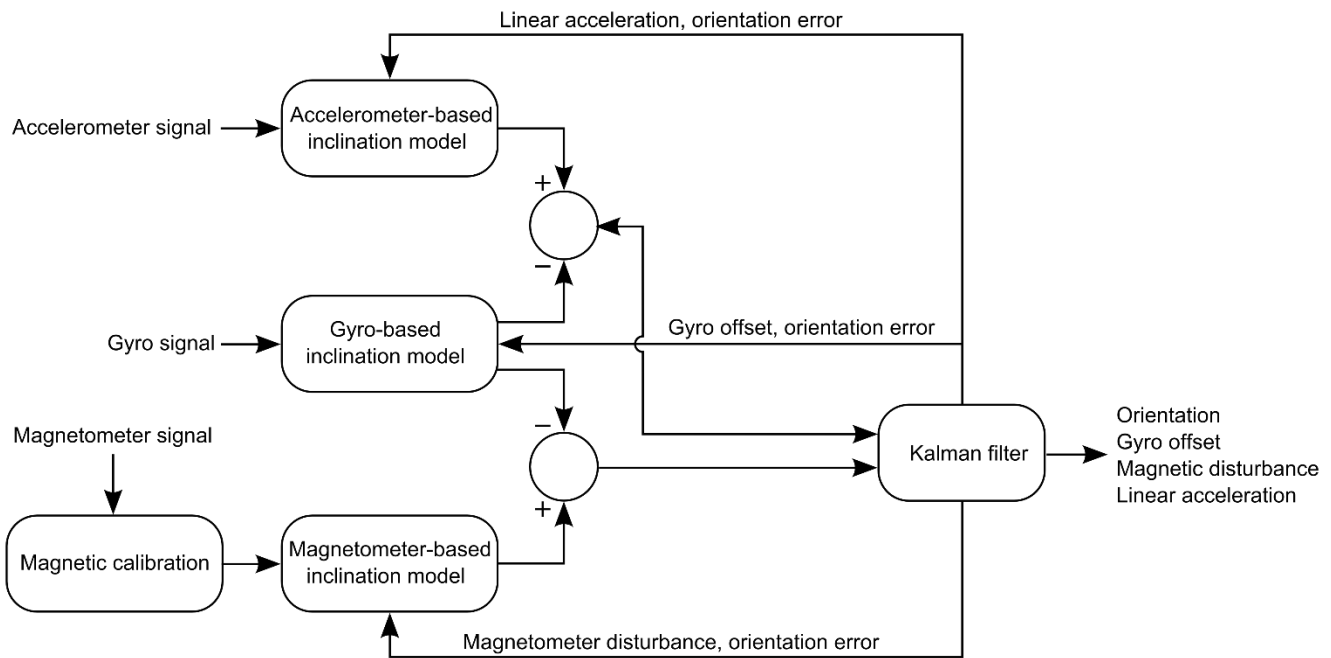 Linear acceleration, orientation error
Accelerometer signal
Accelerometer-based
inclination model
+
−
Gyro signal
Gyro-based
inclination model
Gyro offset, orientation error
Magnetometer signal
−
+
Magnetic calibration
Magnetometer-based
inclination model
Kalman filter
Orientation
Gyro offset
Magnetic disturbance
Linear acceleration
Magnetometer disturbance, orientation error